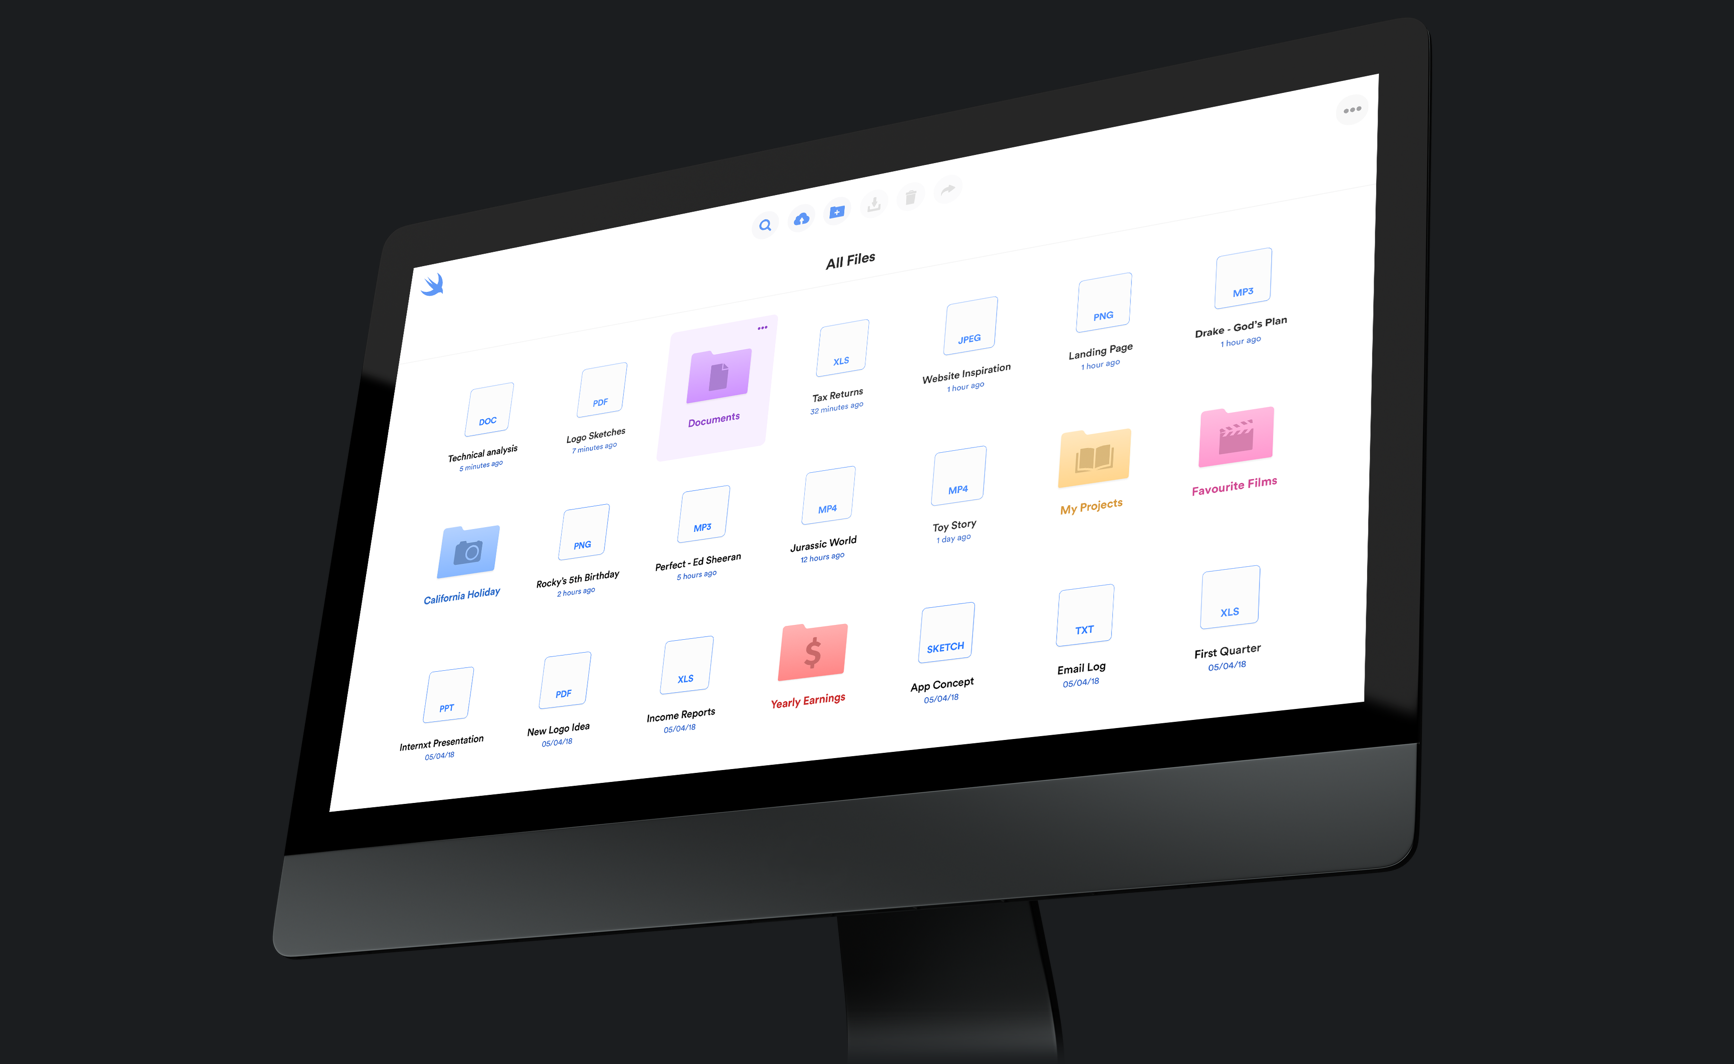 All Files
DOC
Technical analysis
5 minutes ago
PDF
Logo Sketches
7 minutes ago
Documents
XLS
Tax Returns
32 minutes ago
JPEG
Website Inspiration
1 hour ago
PNG
Landing Page
1 hour ago
MP3
Drake - God's Plan
1 hour ago
California Holiday
PNG
Rocky's 5th Birthday
2 hours ago
MP3
Perfect - Ed Sheeran
5 hours ago
MP4
Jurassic World
12 hours ago
MP4
Toy Story
1 day ago
My Projects
Favourite Films
PPT
Internxt Presentation
05/04/18
PDF
New Logo Idea
05/04/18
XLS
Income Reports
05/04/18
$
Yearly Earnings
SKETCH
App Concept
05/04/18
TXT
Email Log
05/04/18
XLS
First Quarter
05/04/18